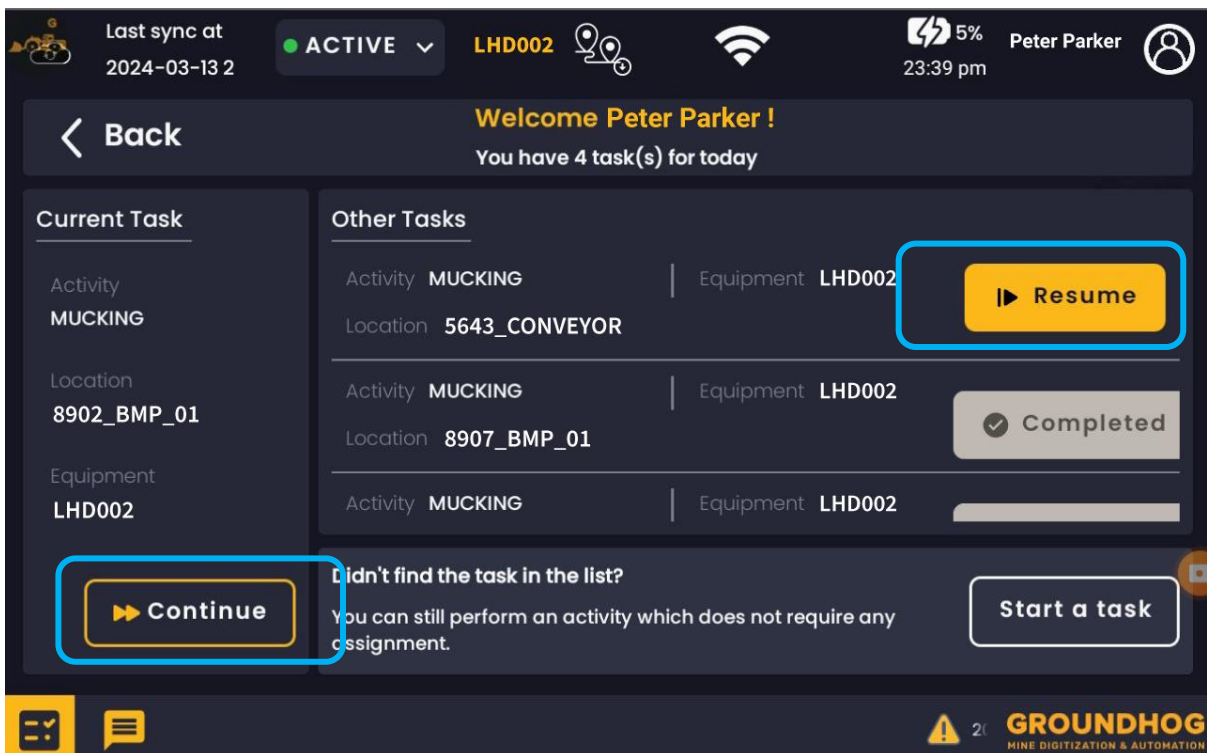 G
Last sync at
2024-03-13 2
ACTIVE
LHD002
5%
23:39 pm
Peter Parker
Back
Welcome Peter Parker !
You have 4 task(s) for today
Current Task
Activity
MUCKING
Location
8902_BMP_01
Equipment
LHD002
Continue
Other Tasks
Activity MUCKING
Equipment LHD002
Location 5643_CONVEYOR
Resume
Activity MUCKING
Equipment LHD002
Location 8907_BMP_01
Completed
Activity MUCKING
Equipment LHD002
Didn't find the task in the list?
You can still perform an activity which does not require any
assignment.
Start a task
GROUNDHOG
MINE DIGITIZATION & AUTOMATION